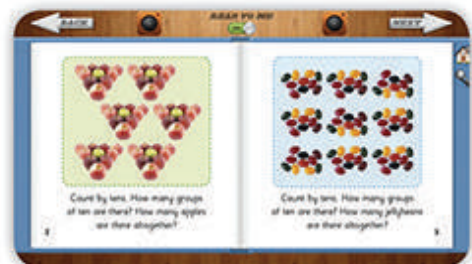 BACK
READ TO ME
NEXT
Count by tens. How many groups
of ten are there? How many apples
are there altogether?
Count by tens. How many groups
of ten are there? How many jellybeans
are there altogether?